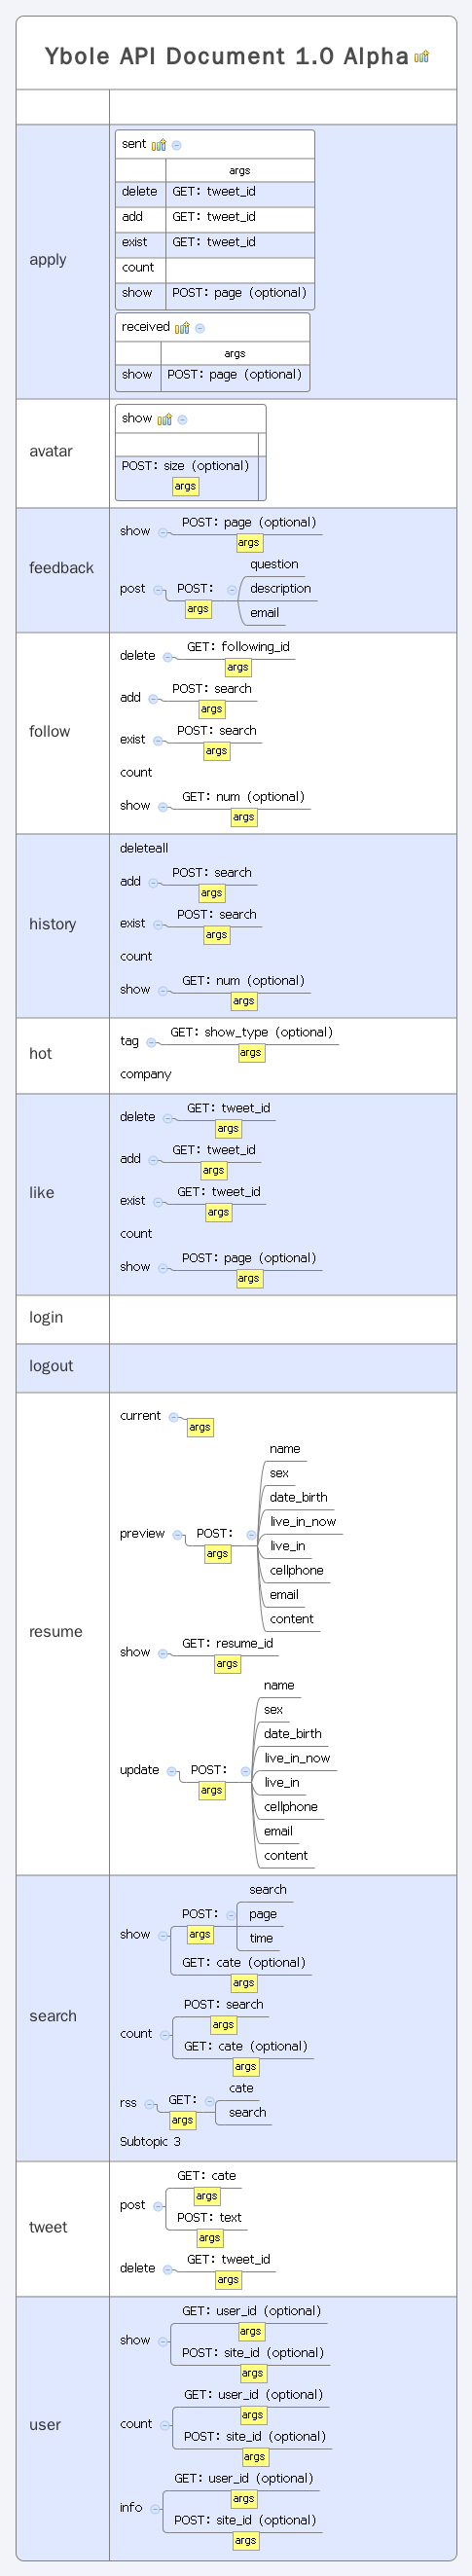 Ybole API Document 1.0 Alpha
apply
sent
args
delete GET: tweet_id
add GET: tweet_id
exist GET: tweet_id
count
show POST: page (optional)
received
args
show POST: page (optional)
avatar
show
POST: size (optional)
args
feedback
show POST: page (optional)
args
post POST:
args
question
description
email
follow
delete GET: following_id
args
add POST: search
args
exist POST: search
args
count
show GET: num (optional)
args
history
deleteall
add POST: search
args
exist POST: search
args
count
show GET: num (optional)
args
hot
tag GET: show_type (optional)
args
company
like
delete GET: tweet_id
args
add GET: tweet_id
args
exist GET: tweet_id
args
count
show POST: page (optional)
args
login
logout
resume
current
args
preview POST:
args
name
sex
date_birth
live_in_now
live_in
cellphone
email
content
show GET: resume_id
args
update POST:
args
name
sex
date_birth
live_in_now
live_in
cellphone
email
content
search
show POST:
args
search
page
time
GET: cate (optional)
args
count POST: search
args
GET: cate (optional)
args
rss GET:
args
cate
search
Subtopic 3
tweet
post GET: cate
args
POST: text
args
delete GET: tweet_id
args
user
show GET: user_id (optional)
args
POST: site_id (optional)
args
count GET: user_id (optional)
args
POST: site_id (optional)
args
info GET: user_id (optional)
args
POST: site_id (optional)
args